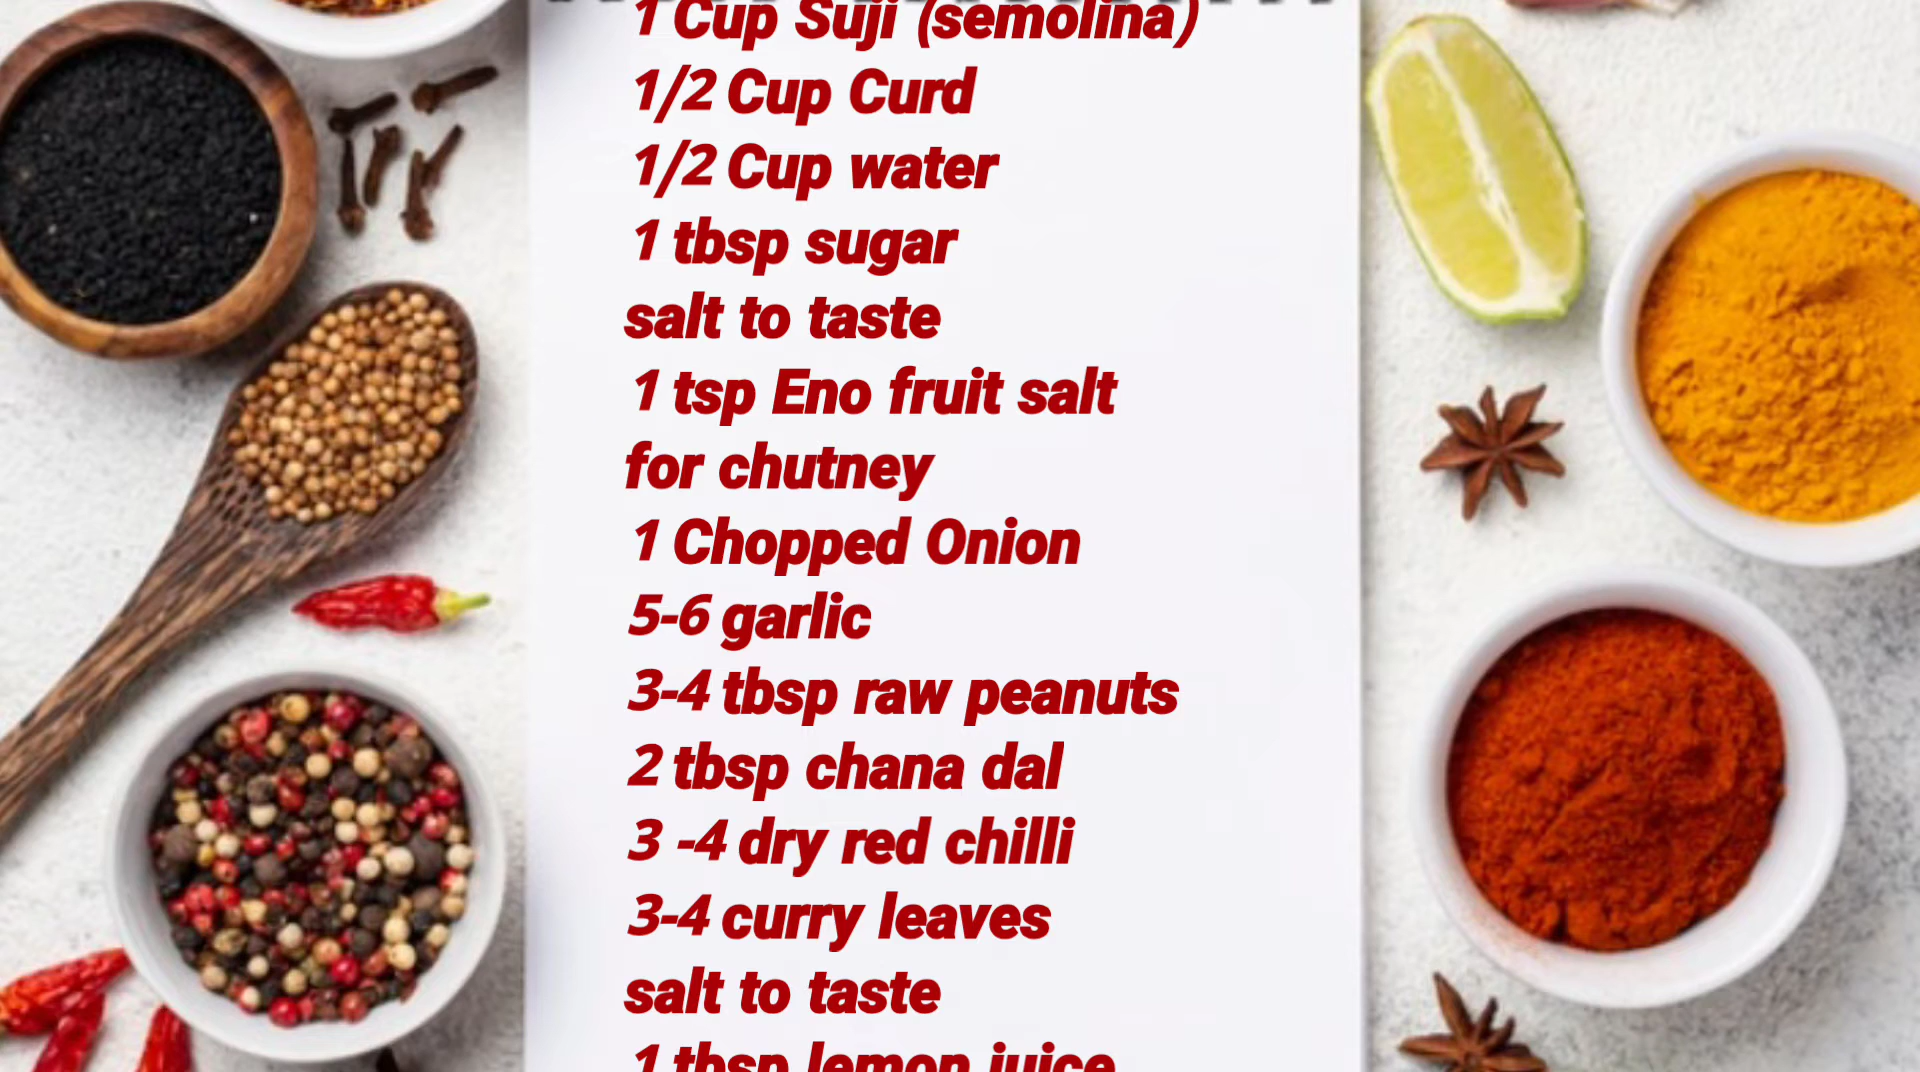 1 Cup Suji (semolina)
1/2 Cup Curd
1/2 Cup water
1 tbsp sugar
salt to taste
1 tsp Eno fruit salt
for chutney
1 Chopped Onion
5-6 garlic
3-4 tbsp raw peanuts
2 tbsp chana dal
3 -4 dry red chilli
3-4 curry leaves
salt to taste
1 tbsp lemon juice